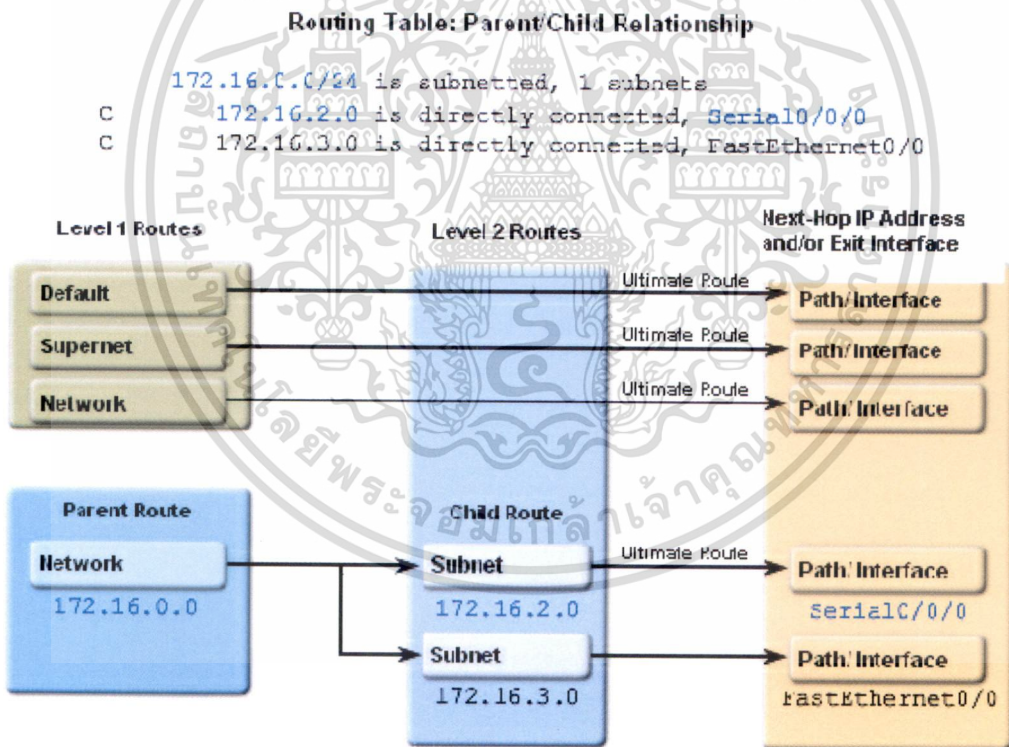 Routing Table: Parent/Child Relationship
172.16.0.0/24 is subnetted, 1 subnets
C 172.16.2.0 is directly connected, Serial0/0/0
C 172.16.3.0 is directly connected, FastEthernet0/0
Level 1 Routes
Level 2 Routes
Next-Hop IP Address
and/or Exit Interface
Default
Ultimate Route
Path/Interface
Supernet
Ultimate Route
Path/Interface
Network
Ultimate Route
Path/Interface
Parent Route
Child Route
Network
Subnet
Ultimate Route
Path/Interface
172.16.0.0
172.16.2.0
Serial0/0/0
Subnet
Path/Interface
172.16.3.0
FastEthernet0/0